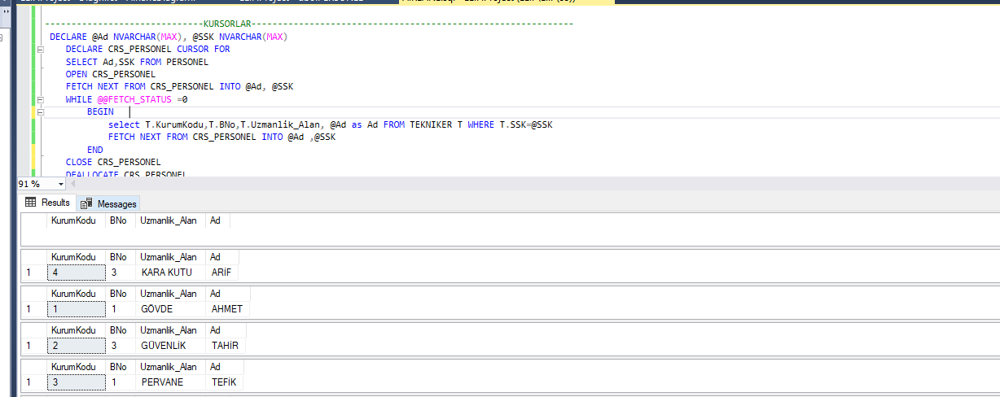 -----------------------------KURSORLAR-------------------------------------------------------------
DECLARE @Ad NVARCHAR(MAX), @SSK NVARCHAR(MAX)
DECLARE CRS_PERSONEL CURSOR FOR
SELECT Ad,SSK FROM PERSONEL
OPEN CRS_PERSONEL
FETCH NEXT FROM CRS_PERSONEL INTO @Ad, @SSK
WHILE @@FETCH_STATUS =0
BEGIN
select T.KurumKodu,T.BNo,T.Uzmanlik_Alan, @Ad as Ad FROM TEKNIKER T WHERE T.SSK=@SSK
FETCH NEXT FROM CRS_PERSONEL INTO @Ad ,@SSK
END
CLOSE CRS_PERSONEL
DEALLOCATE CRS_PERSONEL
91 %
Results Messages
KurumKodu BNo Uzmanlik_Alan Ad
KurumKodu BNo Uzmanlik_Alan Ad
1 4 3 KARA KUTU ARİF
KurumKodu BNo Uzmanlik_Alan Ad
1 1 1 GÖVDE AHMET
KurumKodu BNo Uzmanlik_Alan Ad
1 2 3 GÜVENLİK TAHİR
KurumKodu BNo Uzmanlik_Alan Ad
1 3 1 PERVANE TEFİK